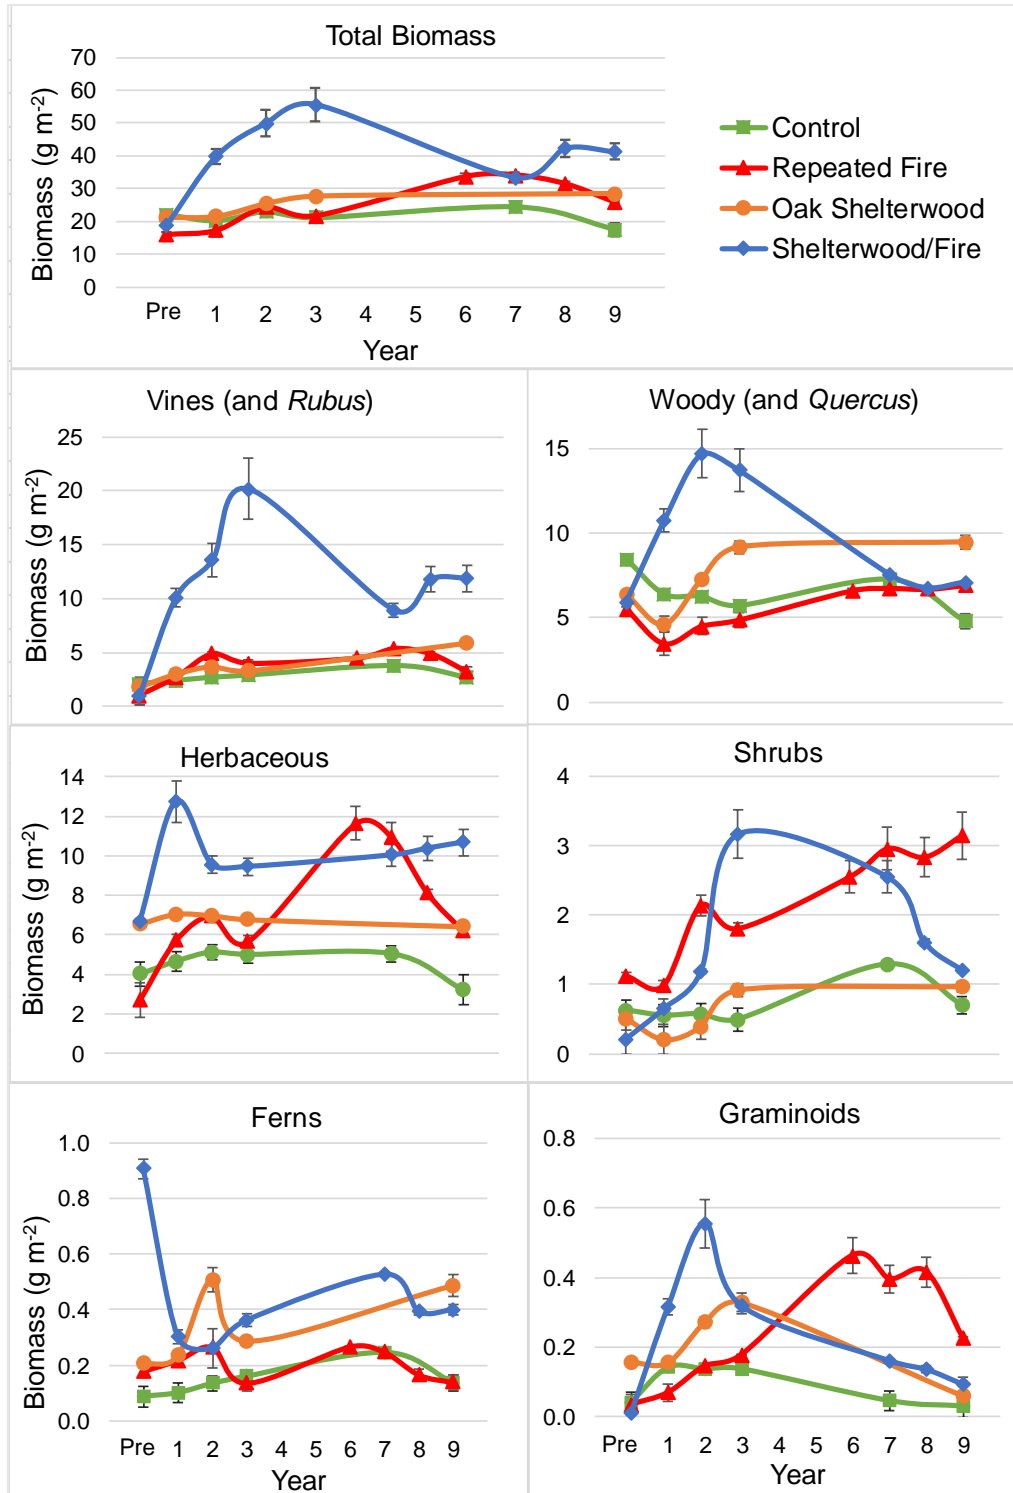 Total Biomass
Biomass (g m-2)
70
60
50
40
30
20
10
0
Pre 1 2 3 4 5 6 7 8 9
Year
Control
Repeated Fire
Oak Shelterwood
Shelterwood/Fire
Vines (and Rubus)
Biomass (g m-2)
25
20
15
10
5
0
Woody (and Quercus)
15
10
5
0
Herbaceous
Biomass (g m-2)
14
12
10
8
6
4
2
0
Shrubs
4
3
2
1
0
Ferns
Biomass (g m-2)
1.0
0.8
0.6
0.4
0.2
0.0
Pre 1 2 3 4 5 6 7 8 9
Year
Graminoids
0.8
0.6
0.4
0.2
0.0
Pre 1 2 3 4 5 6 7 8 9
Year